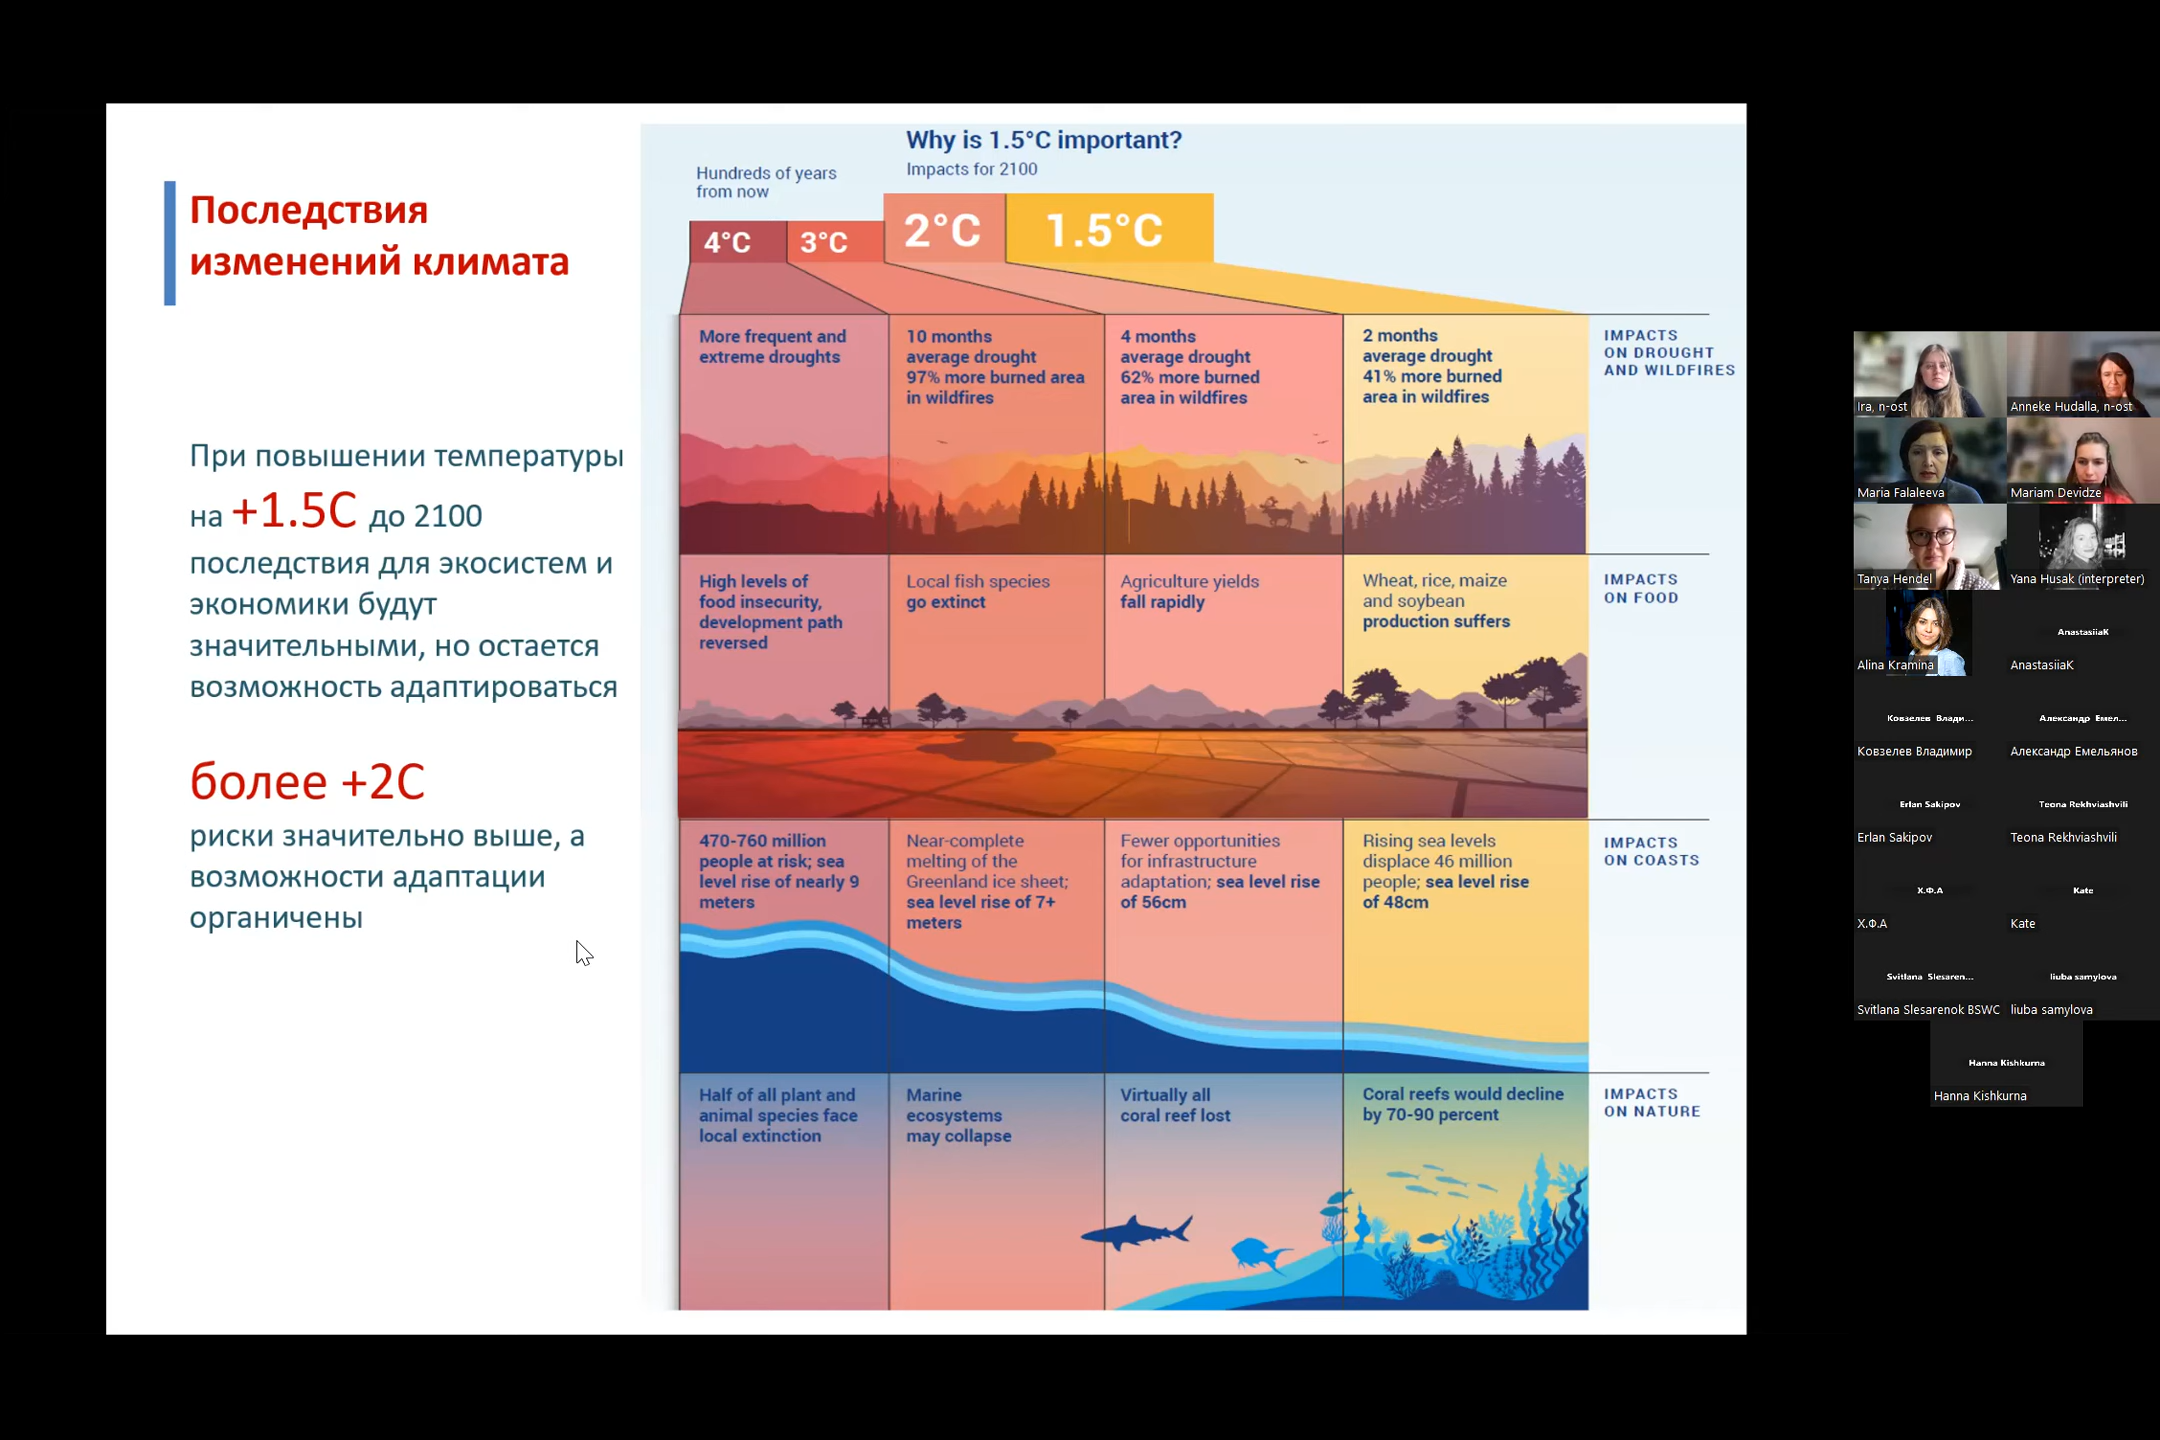 Последствия
изменений климата
При повышении температуры
на +1.5С до 2100
последствия для экосистем и
экономики будут
значительными, но остается
возможность адаптироваться
более +2С
риски значительно выше, а
возможности адаптации
органичены
Why is 1.5°C important?
Impacts for 2100
Hundreds of years
from now
4°C
3°C
2°C
1.5°C
More frequent and
extreme droughts
10 months
average drought
97% more burned area
in wildfires
4 months
average drought
62% more burned
area in wildfires
2 months
average drought
41% more burned
area in wildfires
IMPACTS
ON DROUGHT
AND WILDFIRES
High levels of
food insecurity,
development path
reversed
Local fish species
go extinct
Agriculture yields
fall rapidly
Wheat, rice, maize
and soybean
production suffers
IMPACTS
ON FOOD
470-760 million
people at risk; sea
level rise of nearly 9
meters
Near-complete
melting of the
Greenland ice sheet;
sea level rise of 7+
meters
Fewer opportunities
for infrastructure
adaptation; sea level rise
of 56cm
Rising sea levels
displace 46 million
people; sea level rise
of 48cm
IMPACTS
ON COASTS
Half of all plant and
animal species face
local extinction
Marine
ecosystems
may collapse
Virtually all
coral reef lost
Coral reefs would decline
by 70-90 percent
IMPACTS
ON NATURE
Ira, n-ost
Anneke Hudalla, n-ost
Maria Falaleeva
Mariam Devidze
Tanya Hendel
Yana Husak (interpreter)
Alina Kramina
AnastasiiaK
AnastasiiaK
Ковзелев Влади...
Ковзелев Владимир
Александр Емел...
Александр Емельянов
Erlan Sakipov
Erlan Sakipov
Teona Rekhviashvili
Teona Rekhviashvili
Х.Ф.А
Х.Ф.А
Kate
Kate
Svitlana Slesaren...
Svitlana Slesarenok BSWC
liuba samylova
liuba samylova
Hanna Kishkurna
Hanna Kishkurna